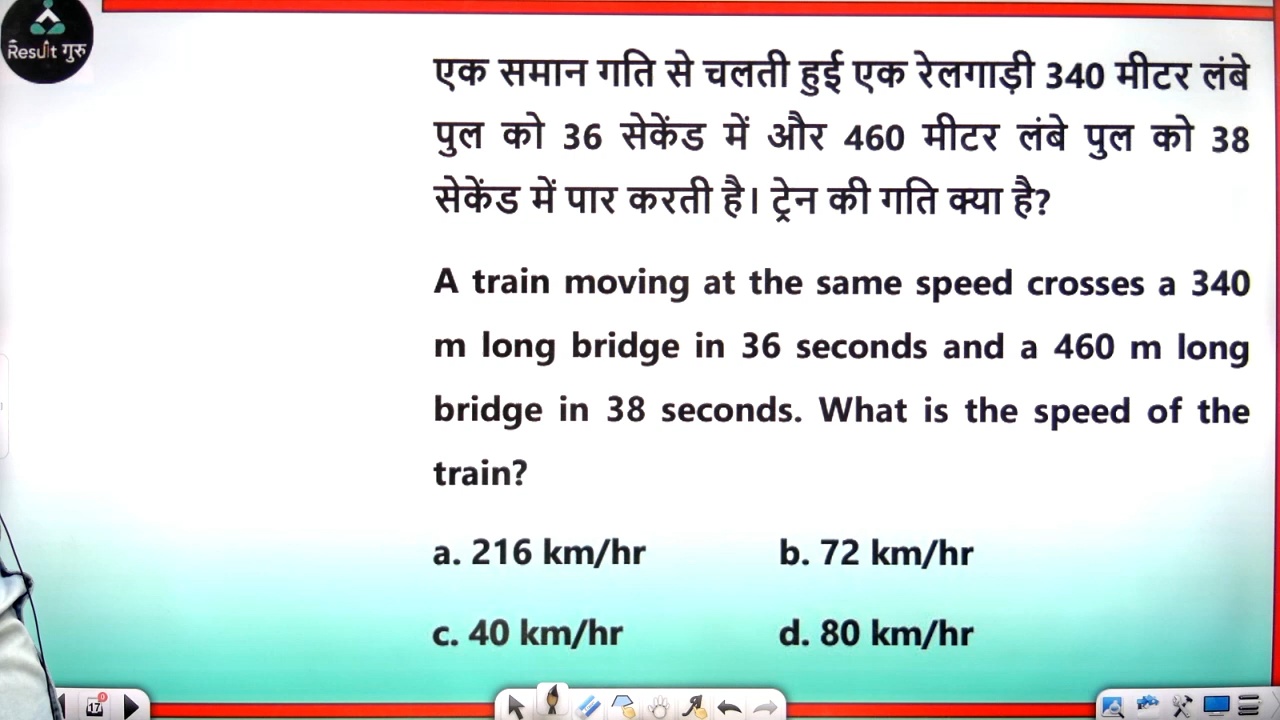 Result गुरु
एक समान गति से चलती हुई एक रेलगाड़ी 340 मीटर लंबे
पुल को 36 सेकेंड में और 460 मीटर लंबे पुल को 38
सेकेंड में पार करती है। ट्रेन की गति क्या है?
A train moving at the same speed crosses a 340
m long bridge in 36 seconds and a 460 m long
bridge in 38 seconds. What is the speed of the
train?
a. 216 km/hr b. 72 km/hr
c. 40 km/hr d. 80 km/hr
17